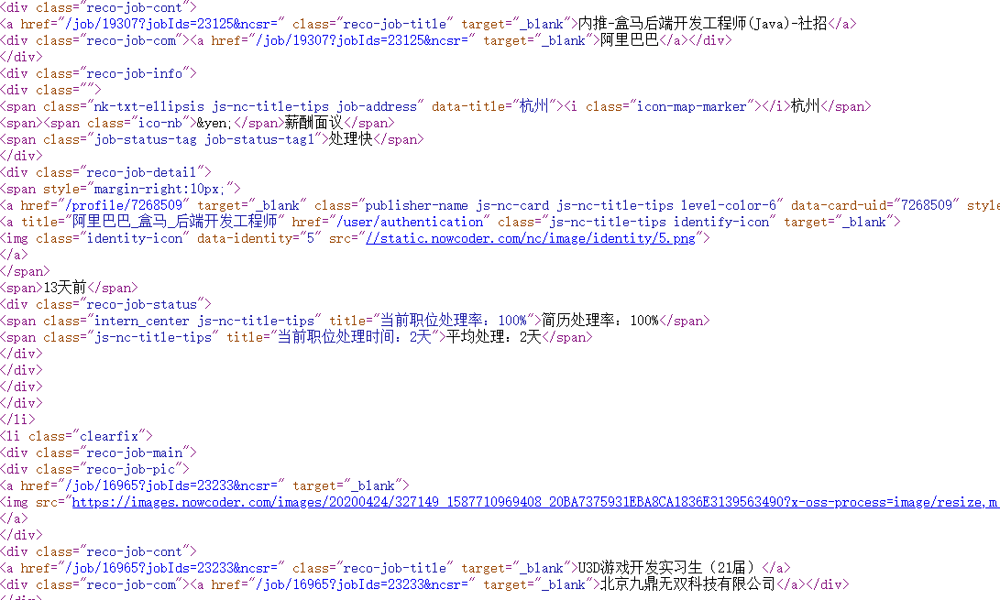 <div class="reco-job-cont">
<a href="/job/19307?jobIds=23125&ncsr=" class="reco-job-title" target="_blank">内推-盒马后端开发工程师(Java)-社招</a>
<div class="reco-job-com"><a href="/job/19307?jobIds=23125&ncsr=" target="_blank">阿里巴巴</a></div>
</div>
<div class="reco-job-info">
<div class="">
<span class="nk-txt-ellipsis js-nc-title-tips job-address" data-title="杭州"><i class="icon-map-marker"></i>杭州</span>
<span><span class="ico-nb">&yen;</span>薪酬面议</span>
<span class="job-status-tag job-status-tag1">处理快</span>
</div>
<div class="reco-job-detail">
<span style="margin-right:10px;">
<a href="/profile/7268509" target="_blank" class="publisher-name js-nc-card js-nc-title-tips level-color-6" data-card-uid="7268509" style
<a title="阿里巴巴_盒马_后端开发工程师" href="/user/authentication" class="js-nc-title-tips identify-icon" target="_blank">
<img class="identity-icon" data-identity="5" src="//static.nowcoder.com/nc/image/identity/5.png">
</a>
</span>
<span>13天前</span>
<div class="reco-job-status">
<span class="intern_center js-nc-title-tips" title="当前职位处理率：100%">简历处理率：100%</span>
<span class="js-nc-title-tips" title="当前职位处理时间：2天">平均处理：2天</span>
</div>
</div>
</div>
</div>
</li>
<li class="clearfix">
<div class="reco-job-main">
<div class="reco-job-pic">
<a href="/job/16965?jobIds=23233&ncsr=" target="_blank">
<img src="https://images.nowcoder.com/images/20200424/327149_1587710969408_20BA7375931EBA8CA1836E3139563490?x-oss-process=image/resize,m
</a>
</div>
<div class="reco-job-cont">
<a href="/job/16965?jobIds=23233&ncsr=" class="reco-job-title" target="_blank">U3D游戏开发实习生（21届）</a>
<div class="reco-job-com"><a href="/job/16965?jobIds=23233&ncsr=" target="_blank">北京九鼎无双科技有限公司</a></div>
</div>